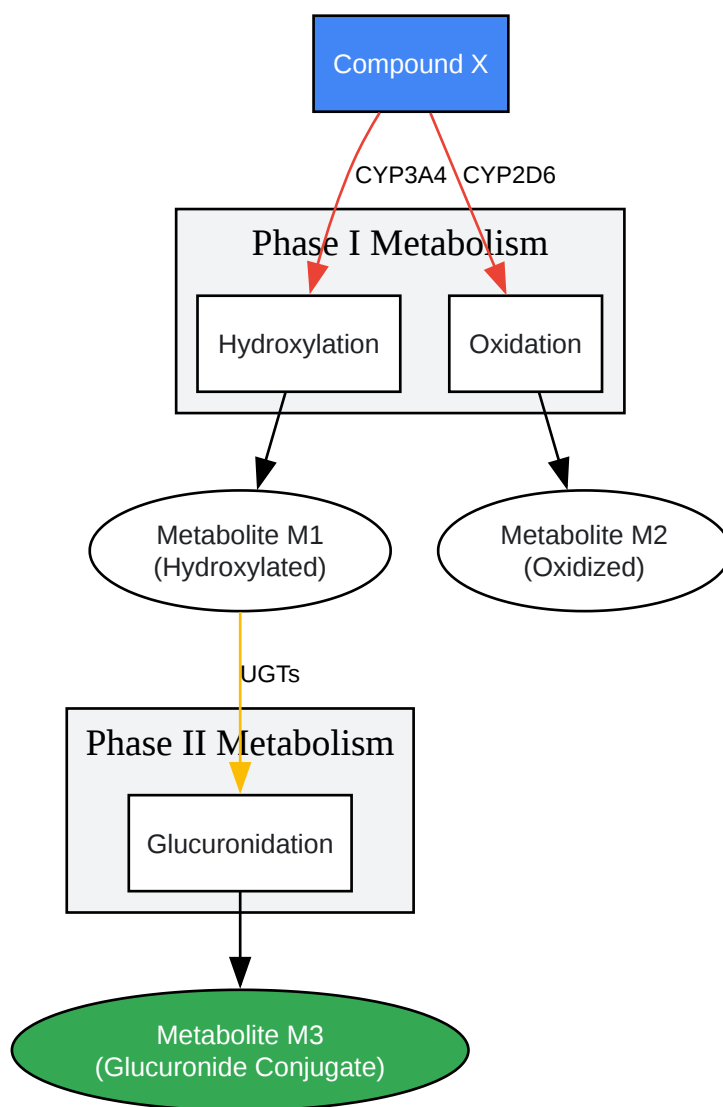 Compound X
CYP3A4
CYP2D6
Phase I Metabolism
Hydroxylation
Oxidation
Metabolite M1
(Hydroxylated)
Metabolite M2
(Oxidized)
UGTs
Phase II Metabolism
Glucuronidation
Metabolite M3
(Glucuronide Conjugate)